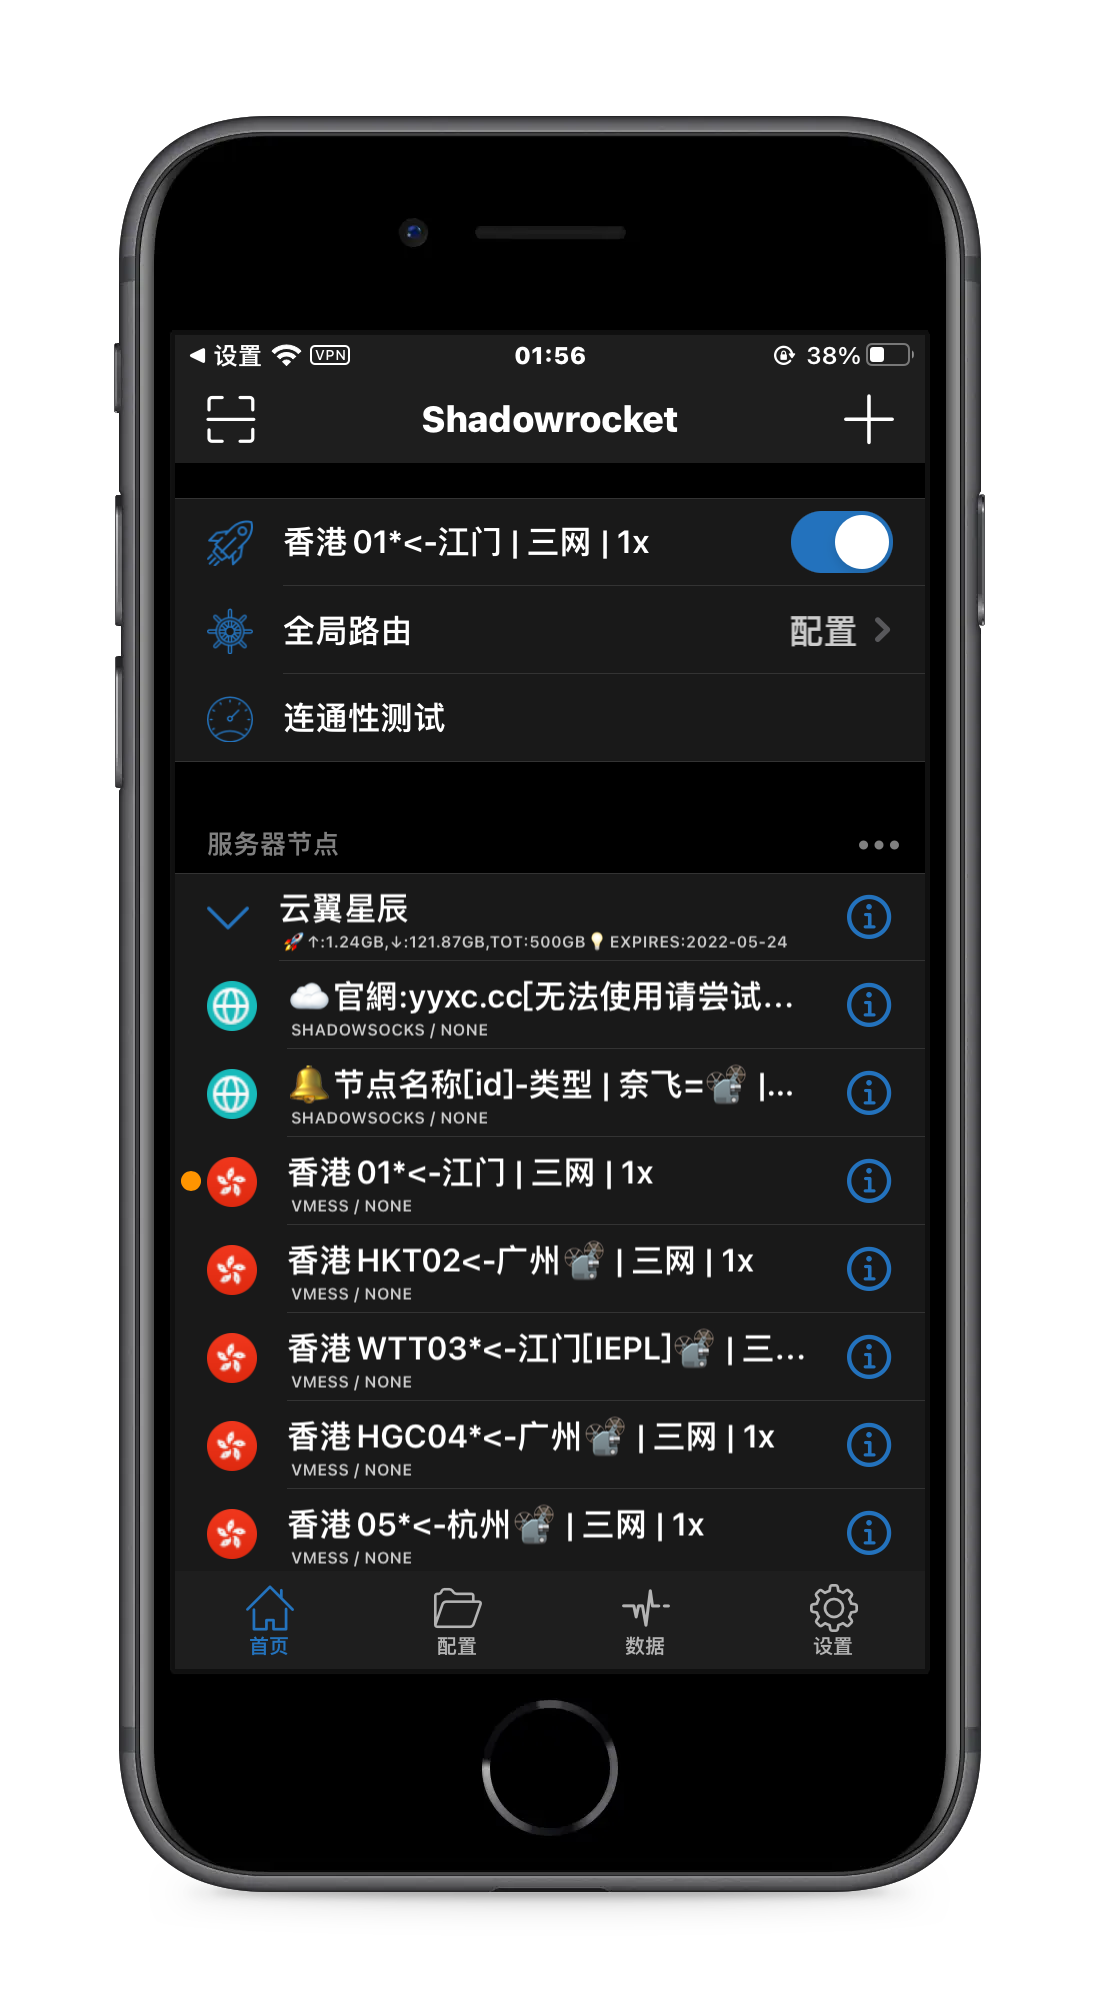 ◀ 设置 VPN 01:56 38%
Shadowrocket
香港 01*<-江门 | 三网 | 1x
全局路由 配置
连通性测试
服务器节点
云翼星辰
🚀↑:1.24GB,↓:121.87GB,TOT:500GB💡EXPIRES:2022-05-24
☁️官網:yyxc.cc[无法使用请尝试...
SHADOWSOCKS / NONE
🔔节点名称[id]-类型 | 奈飞=📽 |...
SHADOWSOCKS / NONE
香港 01*<-江门 | 三网 | 1x
VMESS / NONE
香港 HKT02<-广州📽 | 三网 | 1x
VMESS / NONE
香港 WTT03*<-江门[IEPL]📽 | 三...
VMESS / NONE
香港 HGC04*<-广州📽 | 三网 | 1x
VMESS / NONE
香港 05*<-杭州📽 | 三网 | 1x
VMESS / NONE
首页 配置 数据 设置